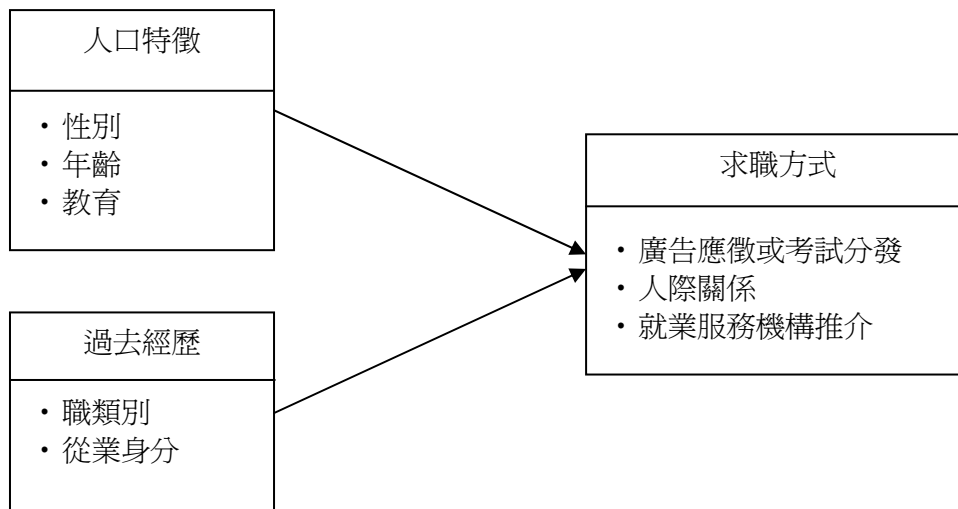 人口特徵
・性別
・年齡
・教育
過去經歷
・職類別
・從業身分
求職方式
・廣告應徵或考試分發
・人際關係
・就業服務機構推介